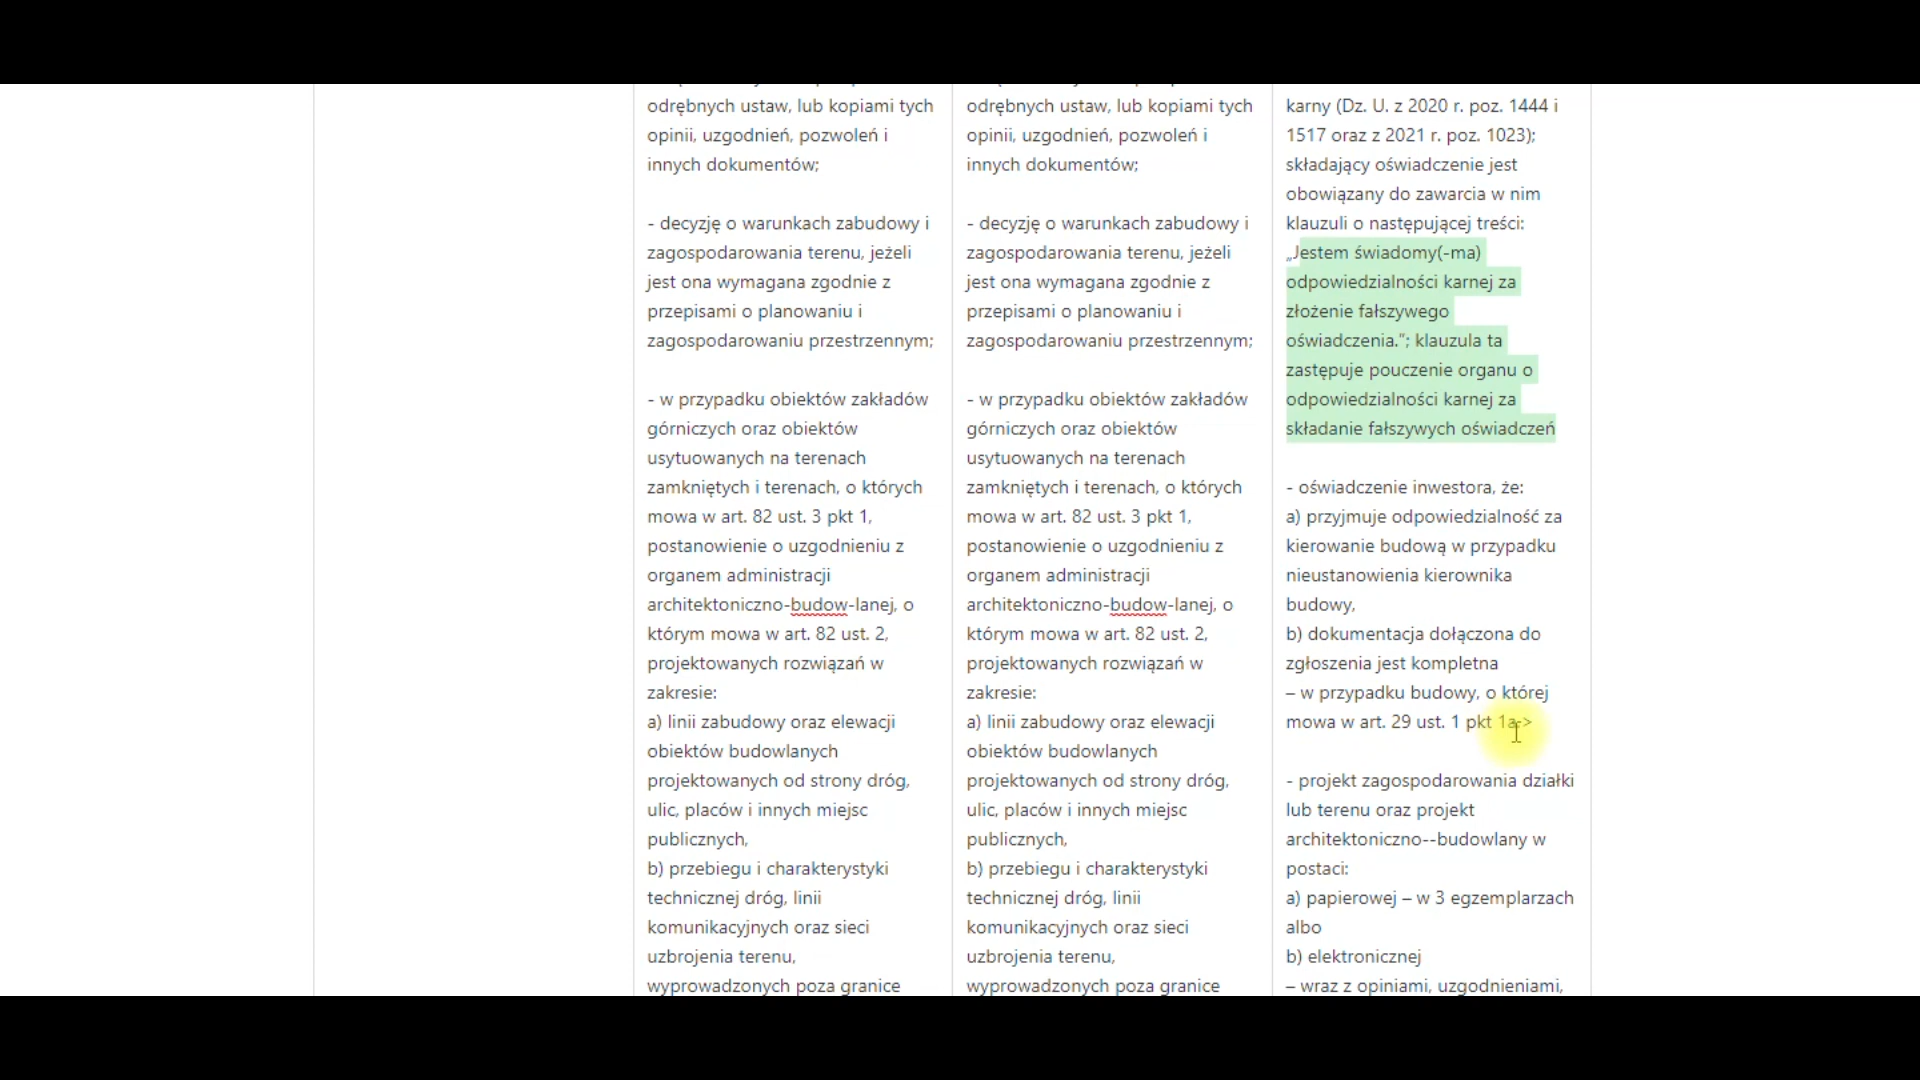 odrębnych ustaw, lub kopiami tych
opinii, uzgodnień, pozwoleń i
innych dokumentów;
- decyzję o warunkach zabudowy i
zagospodarowania terenu, jeżeli
jest ona wymagana zgodnie z
przepisami o planowaniu i
zagospodarowaniu przestrzennym;
- w przypadku obiektów zakładów
górniczych oraz obiektów
usytuowanych na terenach
zamkniętych i terenach, o których
mowa w art. 82 ust. 3 pkt 1,
postanowienie o uzgodnieniu z
organem administracji
architektoniczno-budow-lanej, o
którym mowa w art. 82 ust. 2,
projektowanych rozwiązań w
zakresie:
a) linii zabudowy oraz elewacji
obiektów budowlanych
projektowanych od strony dróg,
ulic, placów i innych miejsc
publicznych,
b) przebiegu i charakterystyki
technicznej dróg, linii
komunikacyjnych oraz sieci
uzbrojenia terenu,
wyprowadzonych poza granice
odrębnych ustaw, lub kopiami tych
opinii, uzgodnień, pozwoleń i
innych dokumentów;
- decyzję o warunkach zabudowy i
zagospodarowania terenu, jeżeli
jest ona wymagana zgodnie z
przepisami o planowaniu i
zagospodarowaniu przestrzennym;
- w przypadku obiektów zakładów
górniczych oraz obiektów
usytuowanych na terenach
zamkniętych i terenach, o których
mowa w art. 82 ust. 3 pkt 1,
postanowienie o uzgodnieniu z
organem administracji
architektoniczno-budow-lanej, o
którym mowa w art. 82 ust. 2,
projektowanych rozwiązań w
zakresie:
a) linii zabudowy oraz elewacji
obiektów budowlanych
projektowanych od strony dróg,
ulic, placów i innych miejsc
publicznych,
b) przebiegu i charakterystyki
technicznej dróg, linii
komunikacyjnych oraz sieci
uzbrojenia terenu,
wyprowadzonych poza granice
karny (Dz. U. z 2020 r. poz. 1444 i
1517 oraz z 2021 r. poz. 1023);
składający oświadczenie jest
obowiązany do zawarcia w nim
klauzuli o następującej treści:
„Jestem świadomy(-ma)
odpowiedzialności karnej za
złożenie fałszywego
oświadczenia.”; klauzula ta
zastępuje pouczenie organu o
odpowiedzialności karnej za
składanie fałszywych oświadczeń
- oświadczenie inwestora, że:
a) przyjmuje odpowiedzialność za
kierowanie budową w przypadku
nieustanowienia kierownika
budowy,
b) dokumentacja dołączona do
zgłoszenia jest kompletna
– w przypadku budowy, o której
mowa w art. 29 ust. 1 pkt 1a->
- projekt zagospodarowania działki
lub terenu oraz projekt
architektoniczno--budowlany w
postaci:
a) papierowej – w 3 egzemplarzach
albo
b) elektronicznej
– wraz z opiniami, uzgodnieniami,